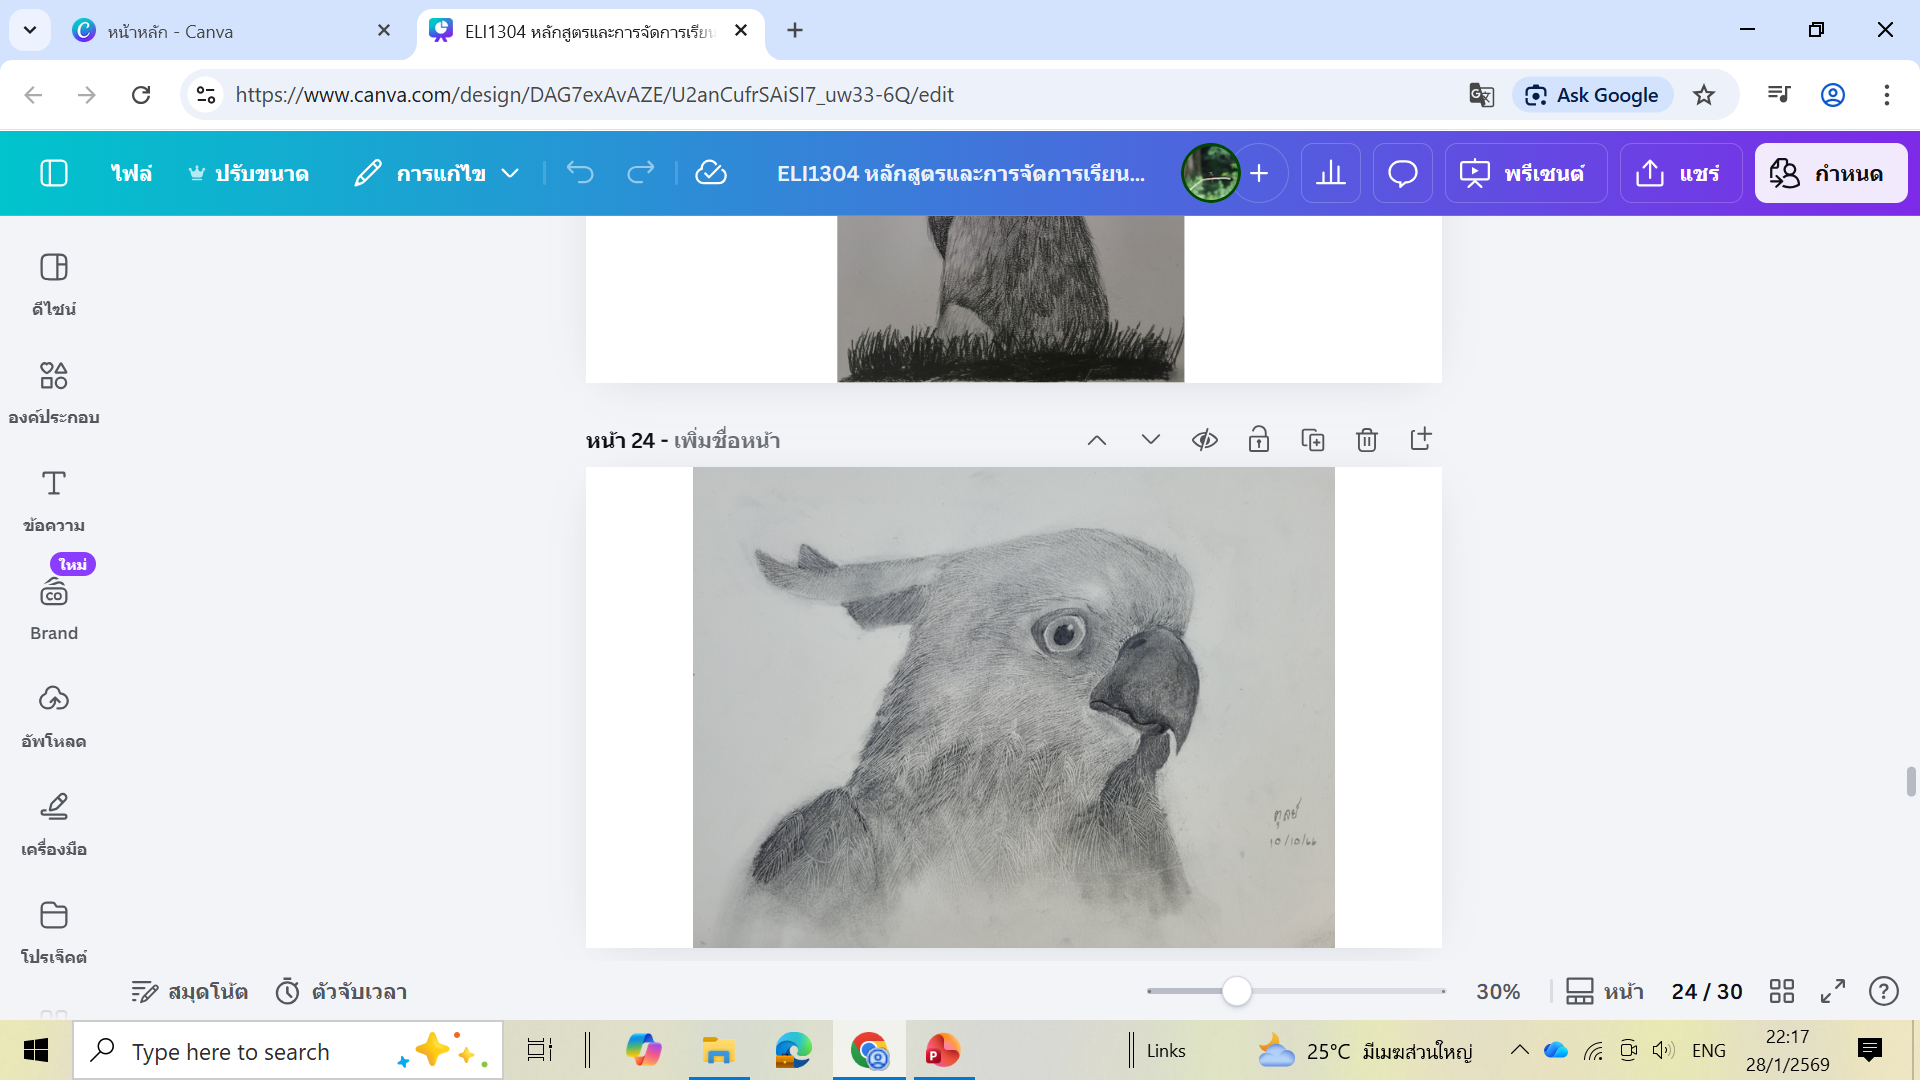 หน้าหลัก - Canva
ELI1304 หลักสูตรและการจัดการเรียน
https://www.canva.com/design/DAG7exAvAZE/U2anCufrSAiSI7_uw33-6Q/edit
Ask Google
ไฟล์
ปรับขนาด
การแก้ไข
ELI1304 หลักสูตรและการจัดการเรียน...
พรีเซนต์
แชร์
กำหนด
ดีไซน์
องค์ประกอบ
ข้อความ
ใหม่
CO
Brand
อัพโหลด
เครื่องมือ
โปรเจ็คต์
หน้า 24 - เพิ่มชื่อหน้า
ตุลย์
10/10/66
สมุดโน้ต
ตัวจับเวลา
30%
หน้า
24 / 30
Type here to search
Links
25°C มีเมฆส่วนใหญ่
ENG
22:17
28/1/2569